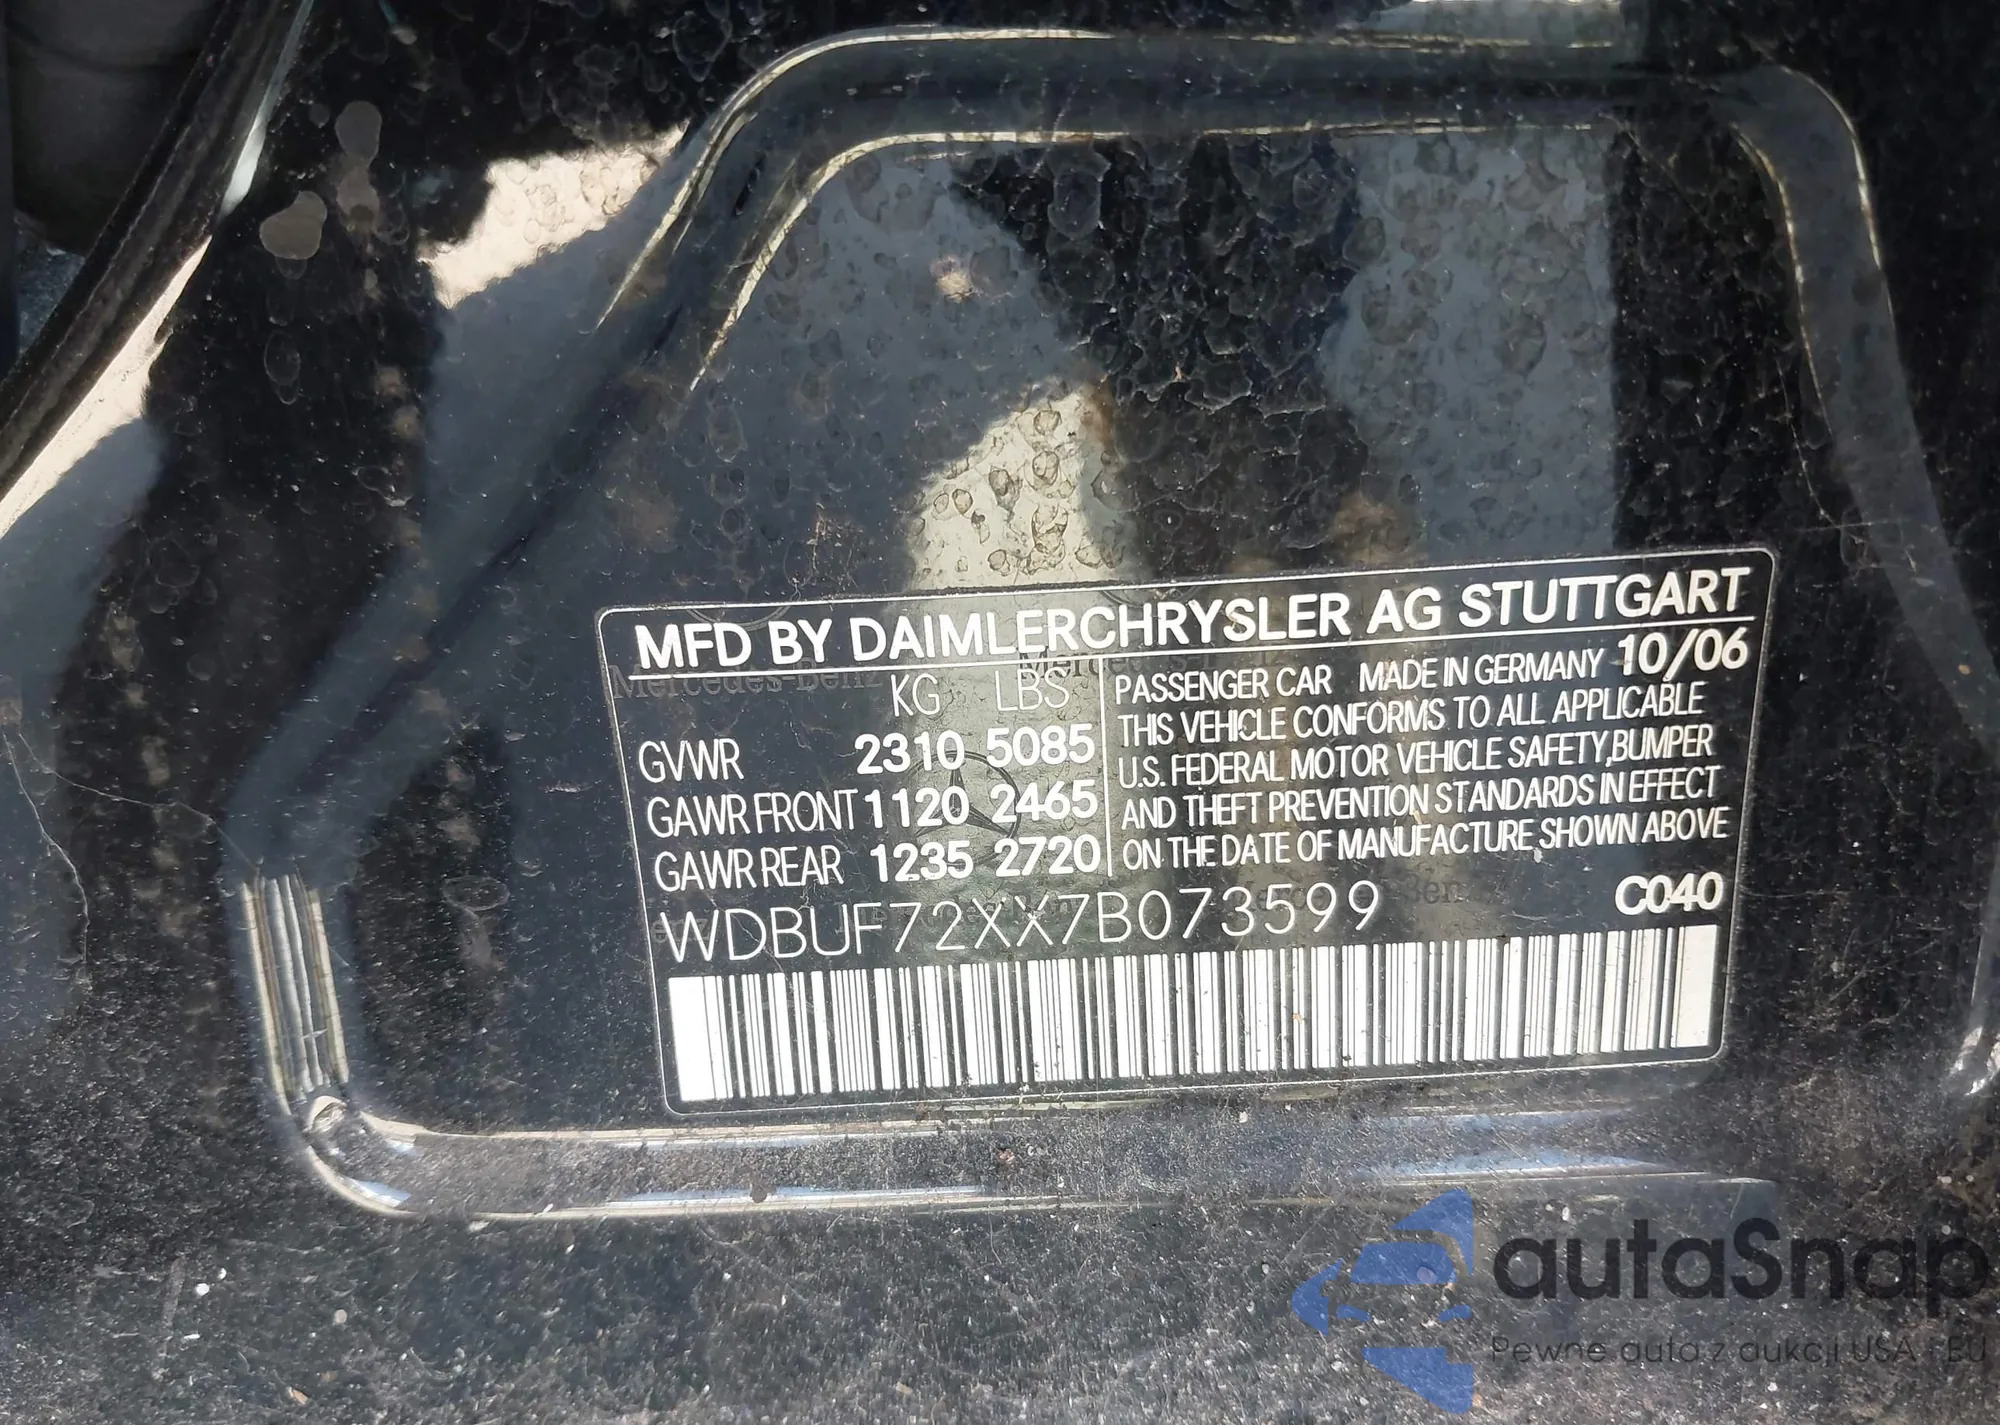 MFD BY DAIMLERCHRYSLER AG STUTTGART
KG LBS
GVWR 2310 5085
GAWR FRONT 1120 2465
GAWR REAR 1235 2720
PASSENGER CAR MADE IN GERMANY 10/06
THIS VEHICLE CONFORMS TO ALL APPLICABLE
U.S. FEDERAL MOTOR VEHICLE SAFETY,BUMPER
AND THEFT PREVENTION STANDARDS IN EFFECT
ON THE DATE OF MANUFACTURE SHOWN ABOVE
WDBUF72XX7B073599 C040
Mercedes-Benz
autaSnap
Pewne auta z aukcji USA i EU